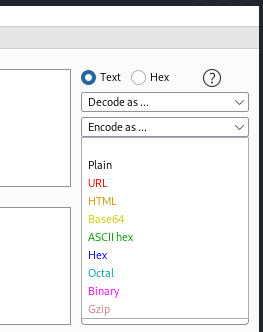 Text Hex ?
Decode as ...
Encode as ...
Plain
URL
HTML
Base64
ASCII hex
Hex
Octal
Binary
Gzip